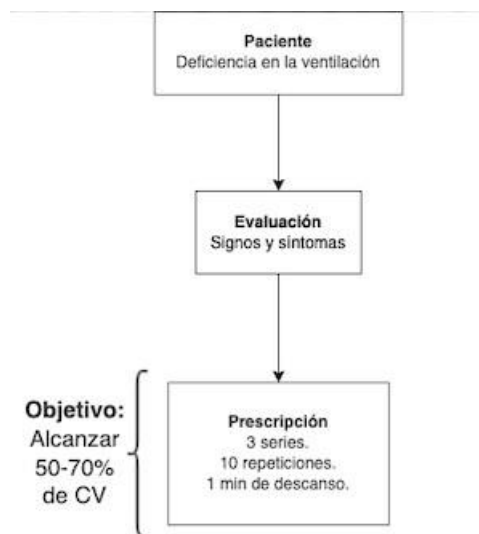 Paciente
Deficiencia en la ventilación
Evaluación
Signos y síntomas
Objetivo:
Alcanzar
50-70%
de CV
Prescripción
3 series.
10 repeticiones.
1 min de descanso.